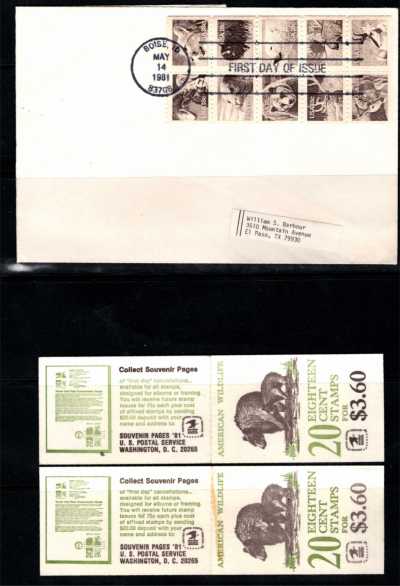 BOISE, ID
MAY
14
1981
83708
FIRST DAY OF ISSUE
William S. Barbour
3610 Mountain Avenue
El Paso, TX 79930
Collect Souvenir Pages
of "first day" cancellations...
available for all stamps,
designed for albums or framing.
You will receive future stamp
issues for 75¢ each plus cost
of affixed stamps by sending
$20.00 deposit with your
name and address to:
SOUVENIR PAGES '81
U. S. POSTAL SERVICE
WASHINGTON, D. C. 20265
AMERICAN WILDLIFE
20 EIGHTEEN
CENT
STAMPS
FOR
$3.60
Collect Souvenir Pages
of "first day" cancellations...
available for all stamps,
designed for albums or framing.
You will receive future stamp
issues for 75¢ each plus cost
of affixed stamps by sending
$20.00 deposit with your
name and address to:
SOUVENIR PAGES '81
U. S. POSTAL SERVICE
WASHINGTON, D. C. 20265
AMERICAN WILDLIFE
20 EIGHTEEN
CENT
STAMPS
FOR
$3.60